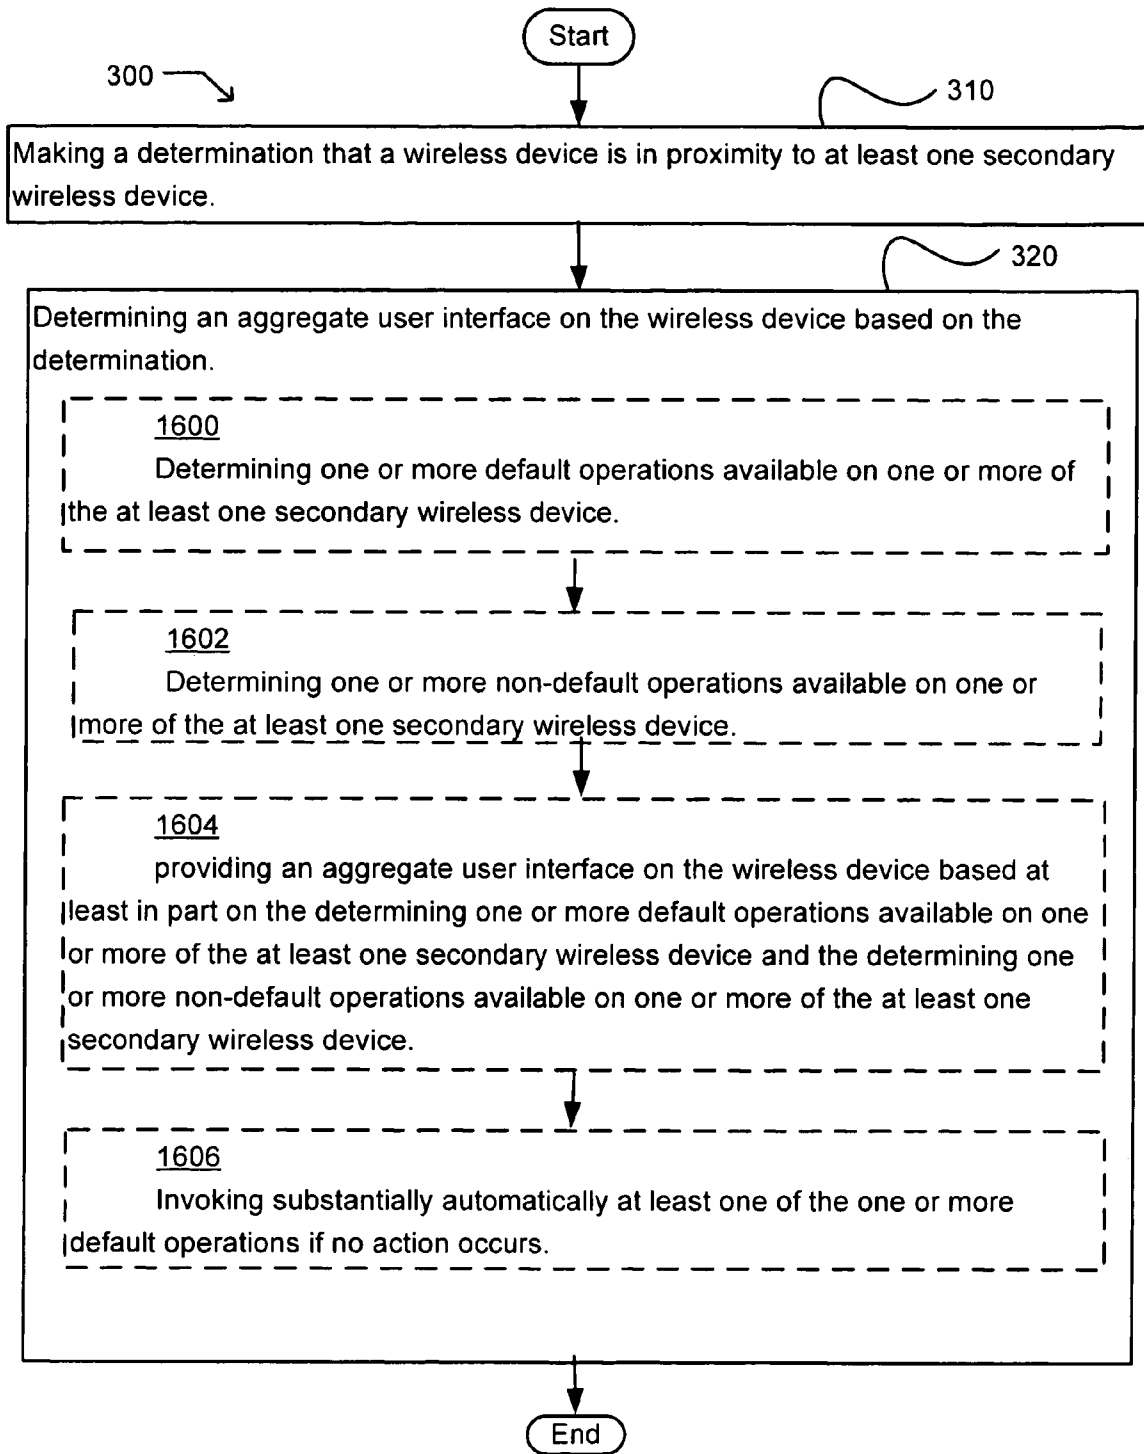 Start
300
310
Making a determination that a wireless device is in proximity to at least one secondary
wireless device.
320
Determining an aggregate user interface on the wireless device based on the
determination.
1600
Determining one or more default operations available on one or more of
the at least one secondary wireless device.
1602
Determining one or more non-default operations available on one or
more of the at least one secondary wireless device.
1604
providing an aggregate user interface on the wireless device based at
least in part on the determining one or more default operations available on one
or more of the at least one secondary wireless device and the determining one
or more non-default operations available on one or more of the at least one
secondary wireless device.
1606
Invoking substantially automatically at least one of the one or more
default operations if no action occurs.
End